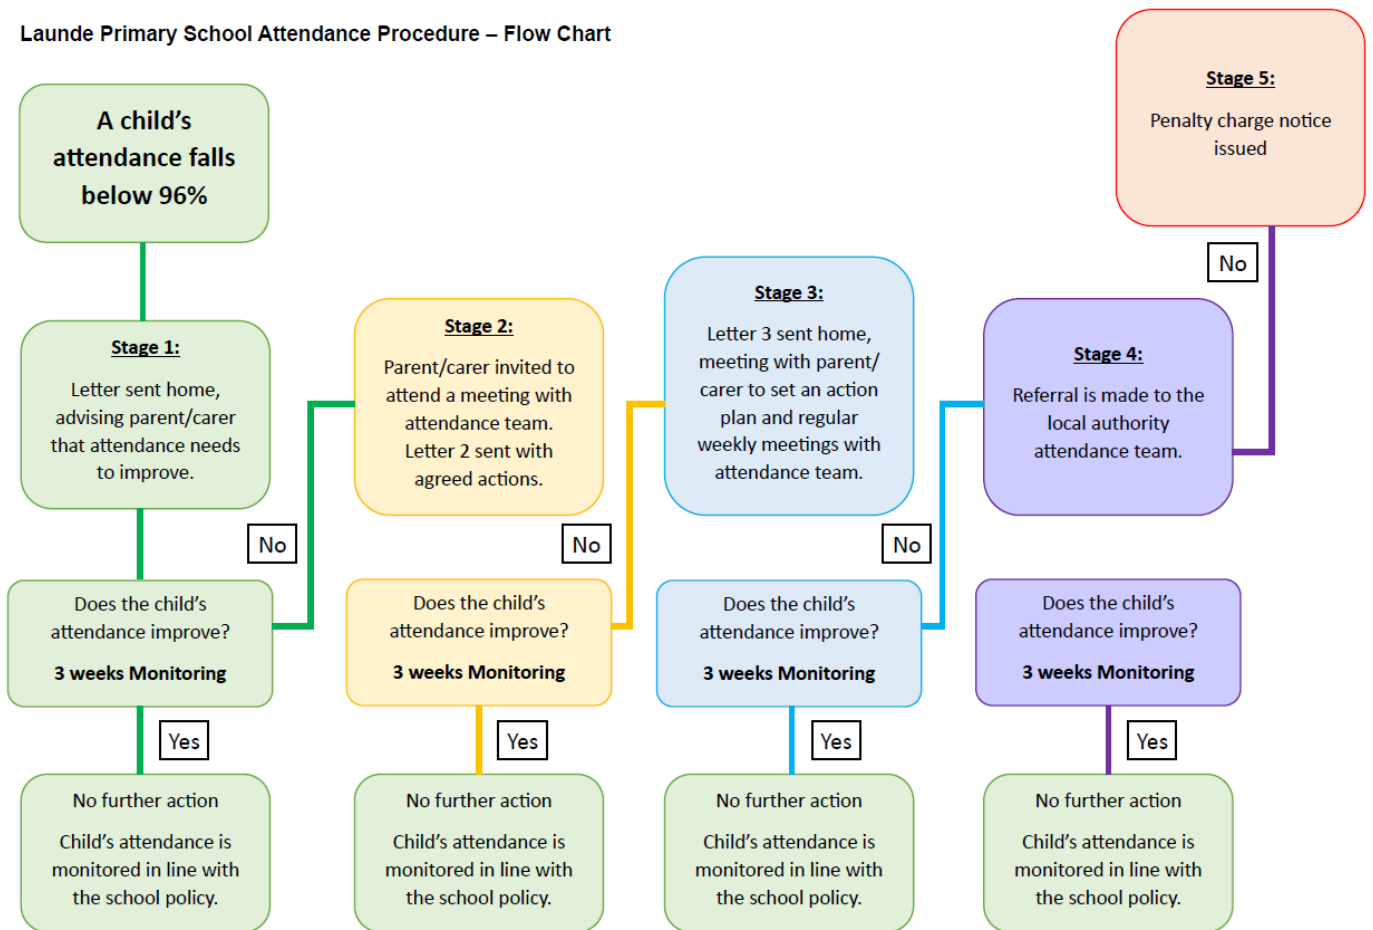 Launde Primary School Attendance Procedure – Flow Chart
A child’s
attendance falls
below 96%
Stage 1:
Letter sent home,
advising parent/carer
that attendance needs
to improve.
Does the child’s
attendance improve?
3 weeks Monitoring
No
Yes
No further action
Child’s attendance is
monitored in line with
the school policy.
Stage 2:
Parent/carer invited to
attend a meeting with
attendance team.
Letter 2 sent with
agreed actions.
Does the child’s
attendance improve?
3 weeks Monitoring
No
Yes
No further action
Child’s attendance is
monitored in line with
the school policy.
Stage 3:
Letter 3 sent home,
meeting with parent/
carer to set an action
plan and regular
weekly meetings with
attendance team.
Does the child’s
attendance improve?
3 weeks Monitoring
No
Yes
No further action
Child’s attendance is
monitored in line with
the school policy.
Stage 4:
Referral is made to the
local authority
attendance team.
Does the child’s
attendance improve?
3 weeks Monitoring
No
Yes
No further action
Child’s attendance is
monitored in line with
the school policy.
Stage 5:
Penalty charge notice
issued